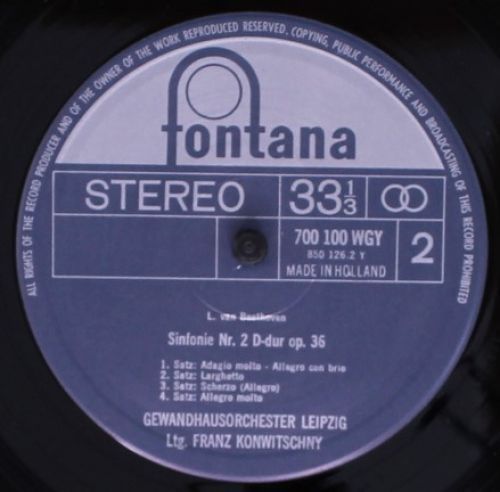 ALL RIGHTS OF THE RECORD PRODUCER AND OF THE OWNER OF THE WORK REPRODUCED RESERVED. COPYING, PUBLIC PERFORMANCE AND BROADCASTING OF THIS RECORD PROHIBITED
fontana
STEREO 33 1/3
700 100 WGY 2
850 126.2 Y
MADE IN HOLLAND
L. van Beethoven
Sinfonie Nr. 2 D-dur op. 36
1. Satz: Adagio molto - Allegro con brio
2. Satz: Larghetto
3. Satz: Scherzo (Allegro)
4. Satz: Allegro molto
GEWANDHAUSORCHESTER LEIPZIG
Ltg. FRANZ KONWITSCHNY